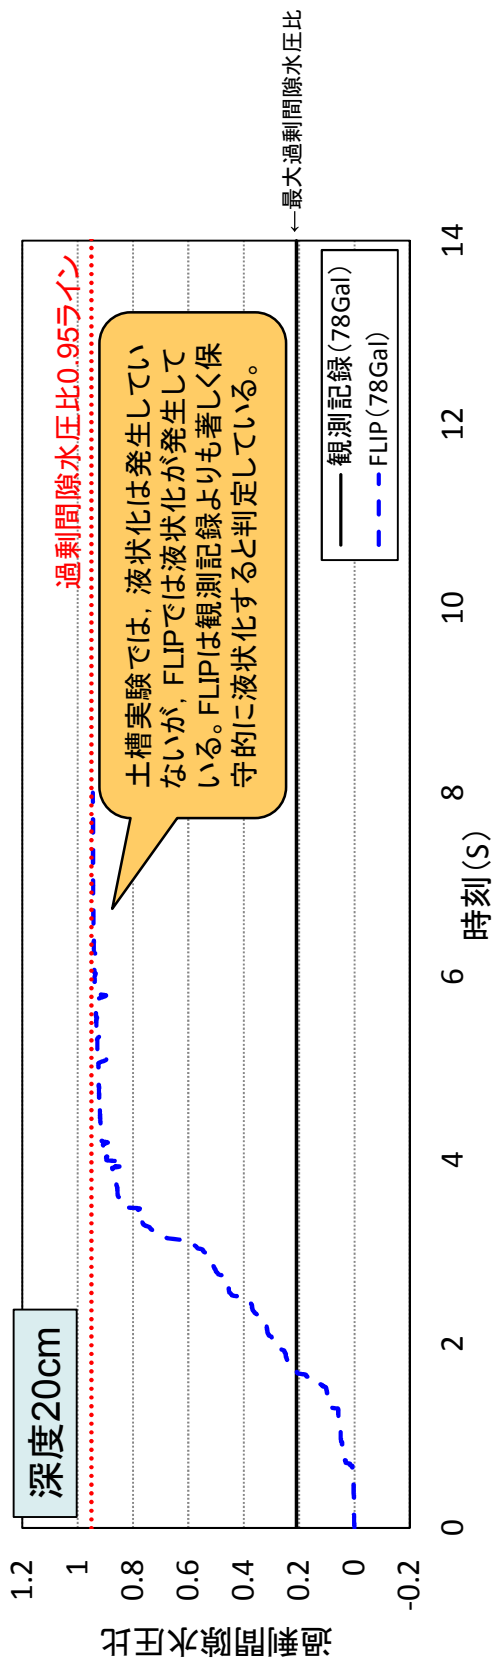 深度20cm
過剰間隙水圧比0.95ライン
土槽実験では，液状化は発生してい
ないが，FLIPでは液状化が発生して
いる。FLIPは観測記録よりも著しく保
守的に液状化すると判定している。
←最大過剰間隙水圧比
観測記録(78Gal)
FLIP(78Gal)
過剰間隙水圧比
1.2
1
0.8
0.6
0.4
0.2
0
-0.2
0 2 4 6 8 10 12 14
時刻(S)